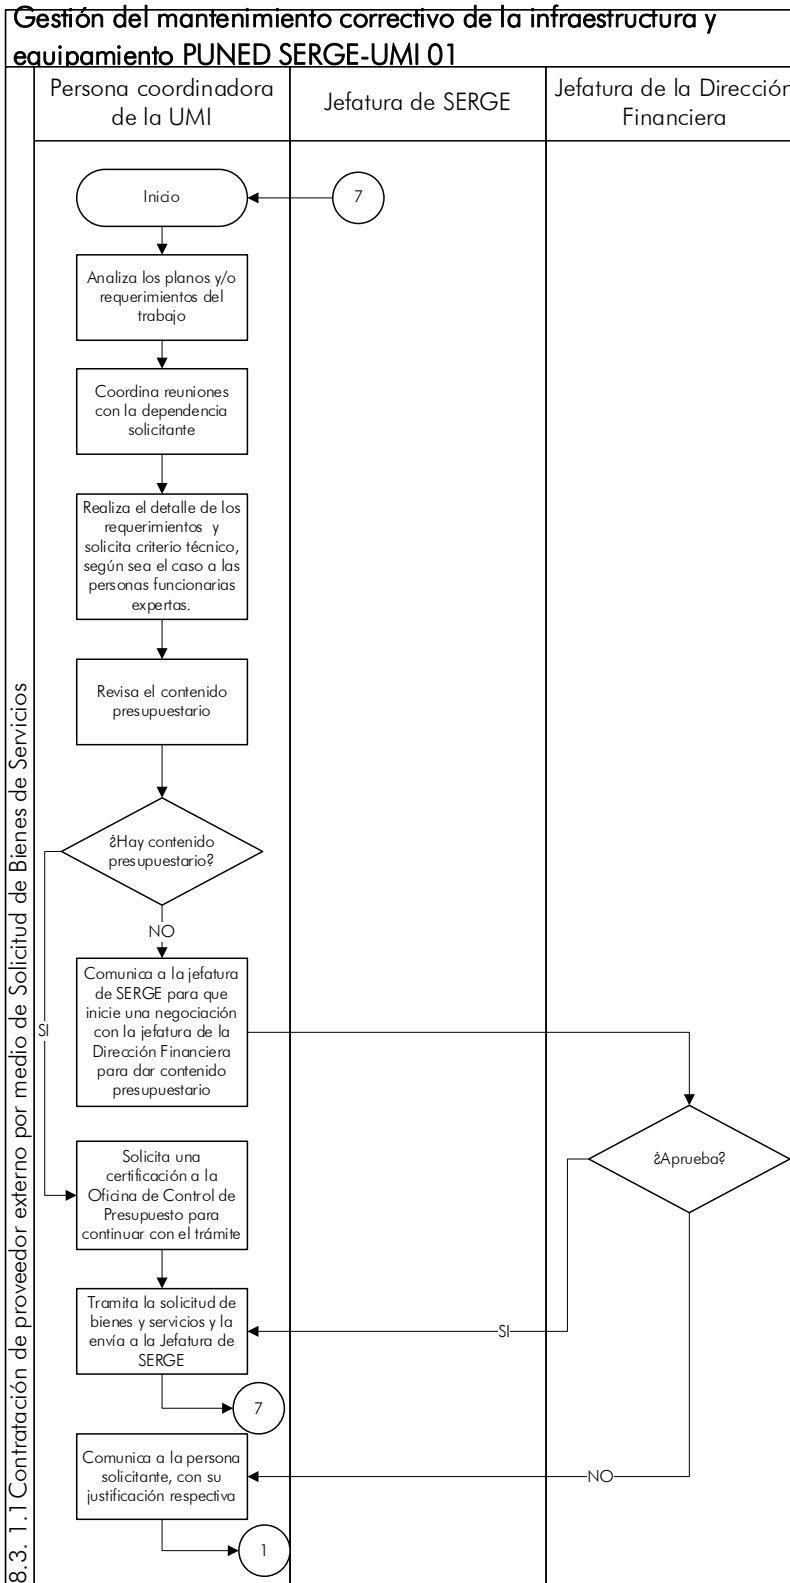 Gestión del mantenimiento correctivo de la infraestructura y
equipamiento PUNED SERGE-UMI 01
Persona coordinadora
de la UMI
Jefatura de SERGE
Jefatura de la Dirección
Financiera
8.3. 1.1 Contratación de proveedor externo por medio de Solicitud de Bienes de Servicios
Inicio
7
Analiza los planos y/o
requerimientos del
trabajo
Coordina reuniones
con la dependencia
solicitante
Realiza el detalle de los
requerimientos y
solicita criterio técnico,
según sea el caso a las
personas funcionarias
expertas.
Revisa el contenido
presupuestario
¿Hay contenido
presupuestario?
NO
SI
Comunica a la jefatura
de SERGE para que
inicie una negociación
con la jefatura de la
Dirección Financiera
para dar contenido
presupuestario
¿Aprueba?
Solicita una
certificación a la
Oficina de Control de
Presupuesto para
continuar con el trámite
Tramita la solicitud de
bienes y servicios y la
envía a la Jefatura de
SERGE
SI
7
Comunica a la persona
solicitante, con su
justificación respectiva
NO
1